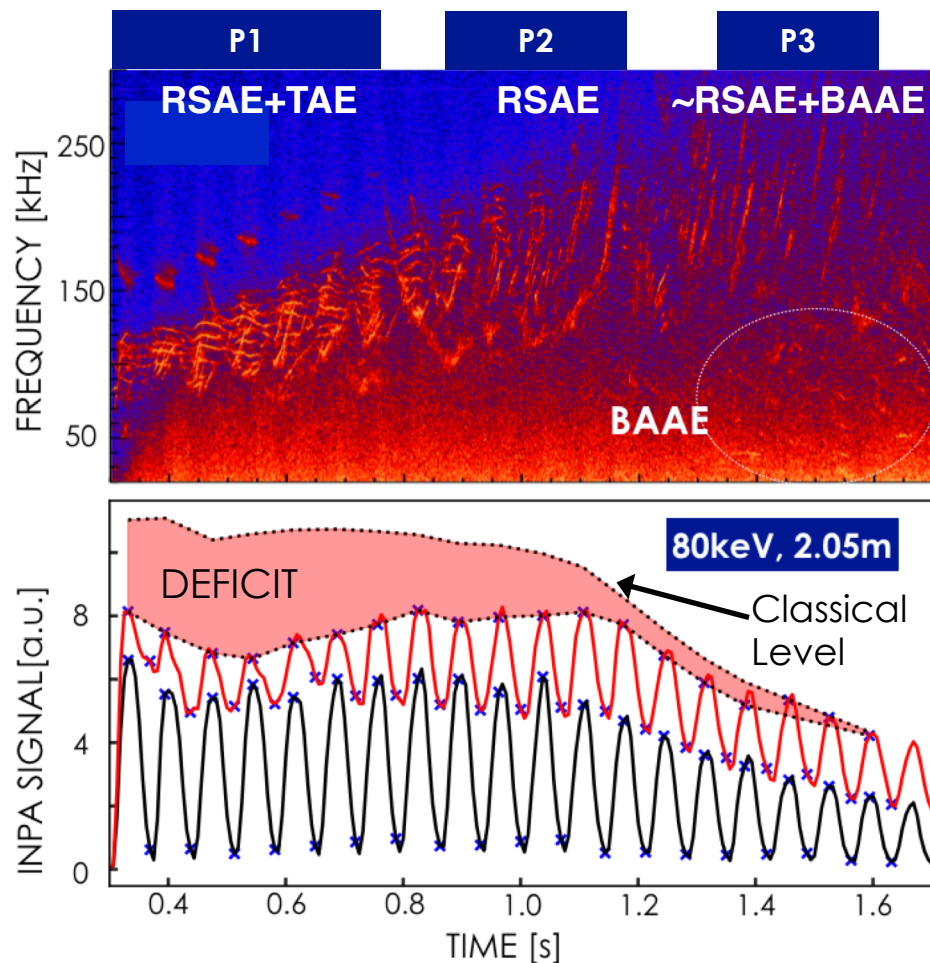 P1 P2 P3
RSAE+TAE RSAE ~RSAE+BAAE
FREQUENCY [kHz]
250
150
50
BAAE
INPA SIGNAL[a.u.]
80keV, 2.05m
DEFICIT
Classical
Level
8
4
0
0.4 0.6 0.8 1.0 1.2 1.4 1.6
TIME [s]